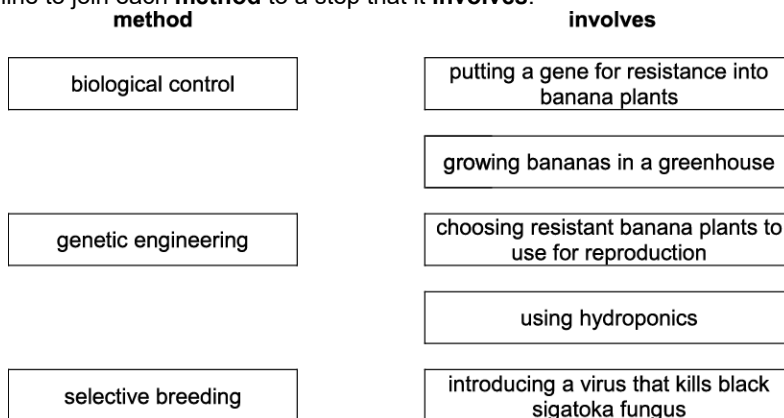 line to join each method to a step that it involves.
method involves
biological control
putting a gene for resistance into
banana plants
growing bananas in a greenhouse
genetic engineering
choosing resistant banana plants to
use for reproduction
using hydroponics
selective breeding
introducing a virus that kills black
sigatoka fungus